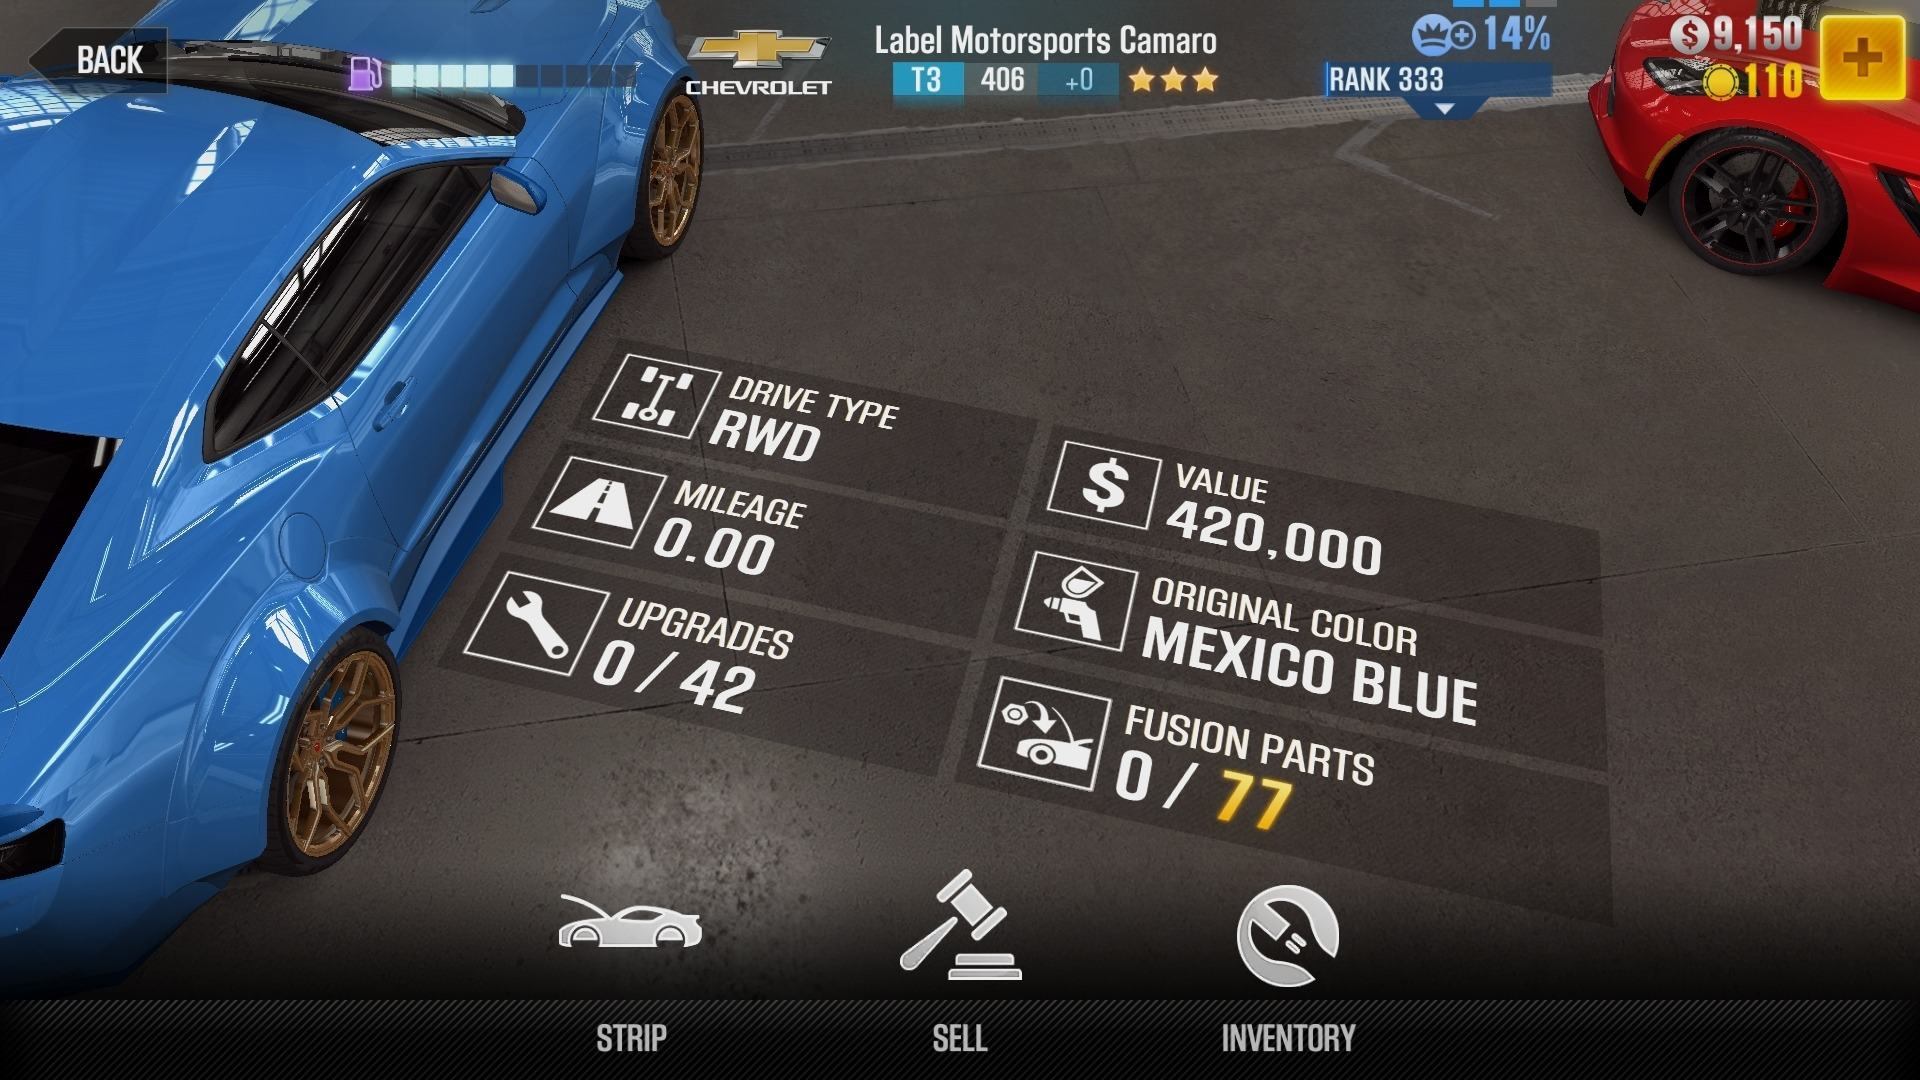 BACK
CHEVROLET
Label Motorsports Camaro
T3 406 +0
14%
RANK 333
$ 9,150
110
DRIVE TYPE
RWD
MILEAGE
0.00
UPGRADES
0 / 42
$ VALUE
420,000
ORIGINAL COLOR
MEXICO BLUE
FUSION PARTS
0 / 77
STRIP
SELL
INVENTORY